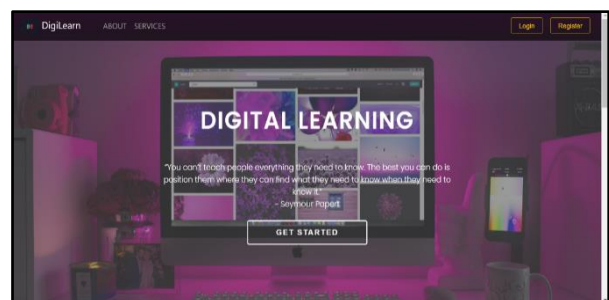 DigiLearn ABOUT SERVICES Login Register
DIGITAL LEARNING
"You can't teach people everything they need to know. The best you can do is
position them where they can find what they need to know when they need to
know it."
- Seymour Papert
GET STARTED